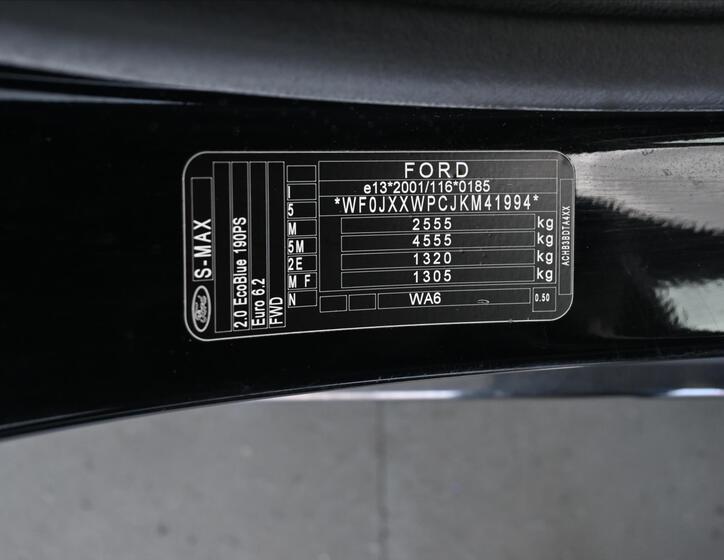 FORD
e13*2001/116*0185
*WF0JXXWPCJKM41994*
2555 kg
4555 kg
1320 kg
1305 kg
WA6
0.50
I
5
M
5M
2E
M F
N
Ford
S-MAX
2.0 EcoBlue 190PS
Euro 6.2
FWD
ACHB3BDTA4XX